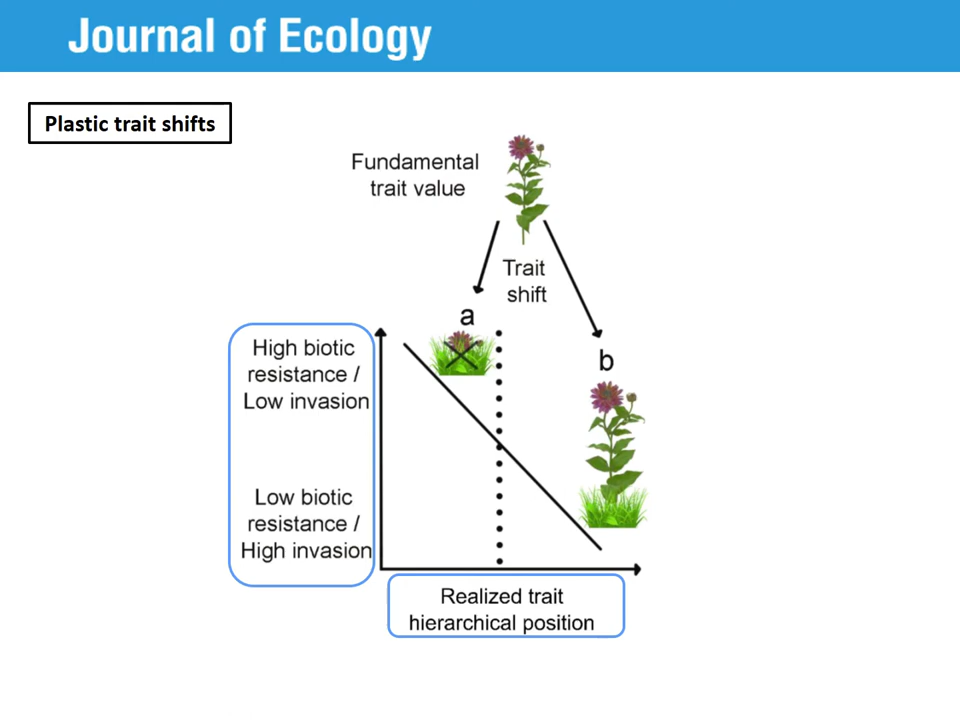 Journal of Ecology
Plastic trait shifts
Fundamental
trait value
Trait
shift
a
b
High biotic
resistance /
Low invasion
Low biotic
resistance /
High invasion
Realized trait
hierarchical position